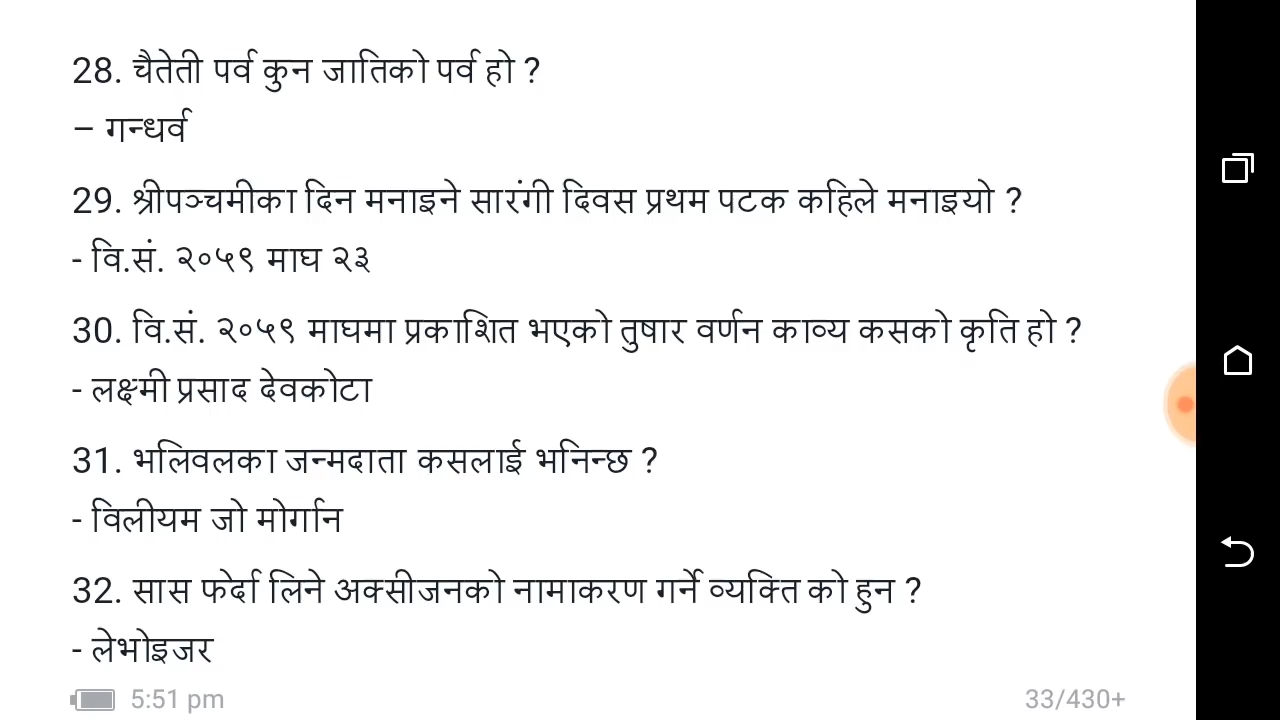 28. चैतेती पर्व कुन जातिको पर्व हो ?
– गन्धर्व
29. श्रीपञ्चमीका दिन मनाइने सारंगी दिवस प्रथम पटक कहिले मनाइयो ?
- वि.सं. २०५९ माघ २३
30. वि.सं. २०५९ माघमा प्रकाशित भएको तुषार वर्णन काव्य कसको कृति हो ?
- लक्ष्मी प्रसाद देवकोटा
31. भलिवलका जन्मदाता कसलाई भनिन्छ ?
- विलीयम जो मोर्गान
32. सास फेर्दा लिने अक्सीजनको नामाकरण गर्ने व्यक्ति को हुन ?
- लेभोइजर
5:51 pm
33/430+